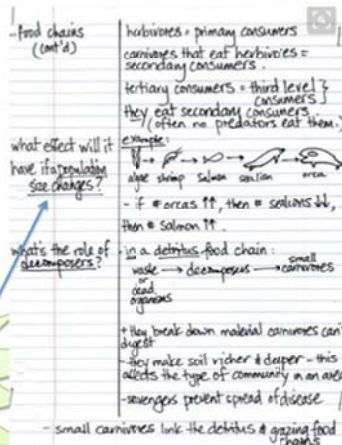 ..food chains
(cont'd)
herbivores = primary consumers
carnivores that eat herbivores =
secondary consumers.
tertiary consumers = third level }
consumers }
they eat secondary consumers
(often no predators eat them.)
what effect will it
have if a population
size changes?
example:
algae shrimp salmon sea lion orca
- if # orcas ↑↑, then # sealions ↓↓,
then # salmon ↑↑.
what's the role of
decomposers?
- in a detritus food chain:
waste → decomposers → small
carnivores
or
dead
organisms
+ they break down material carnivores can't
digest
- they make soil richer & deeper - this
affects the type of community in an area
- scavengers prevent spread of disease
- small carnivores link the detritus & grazing food
chains